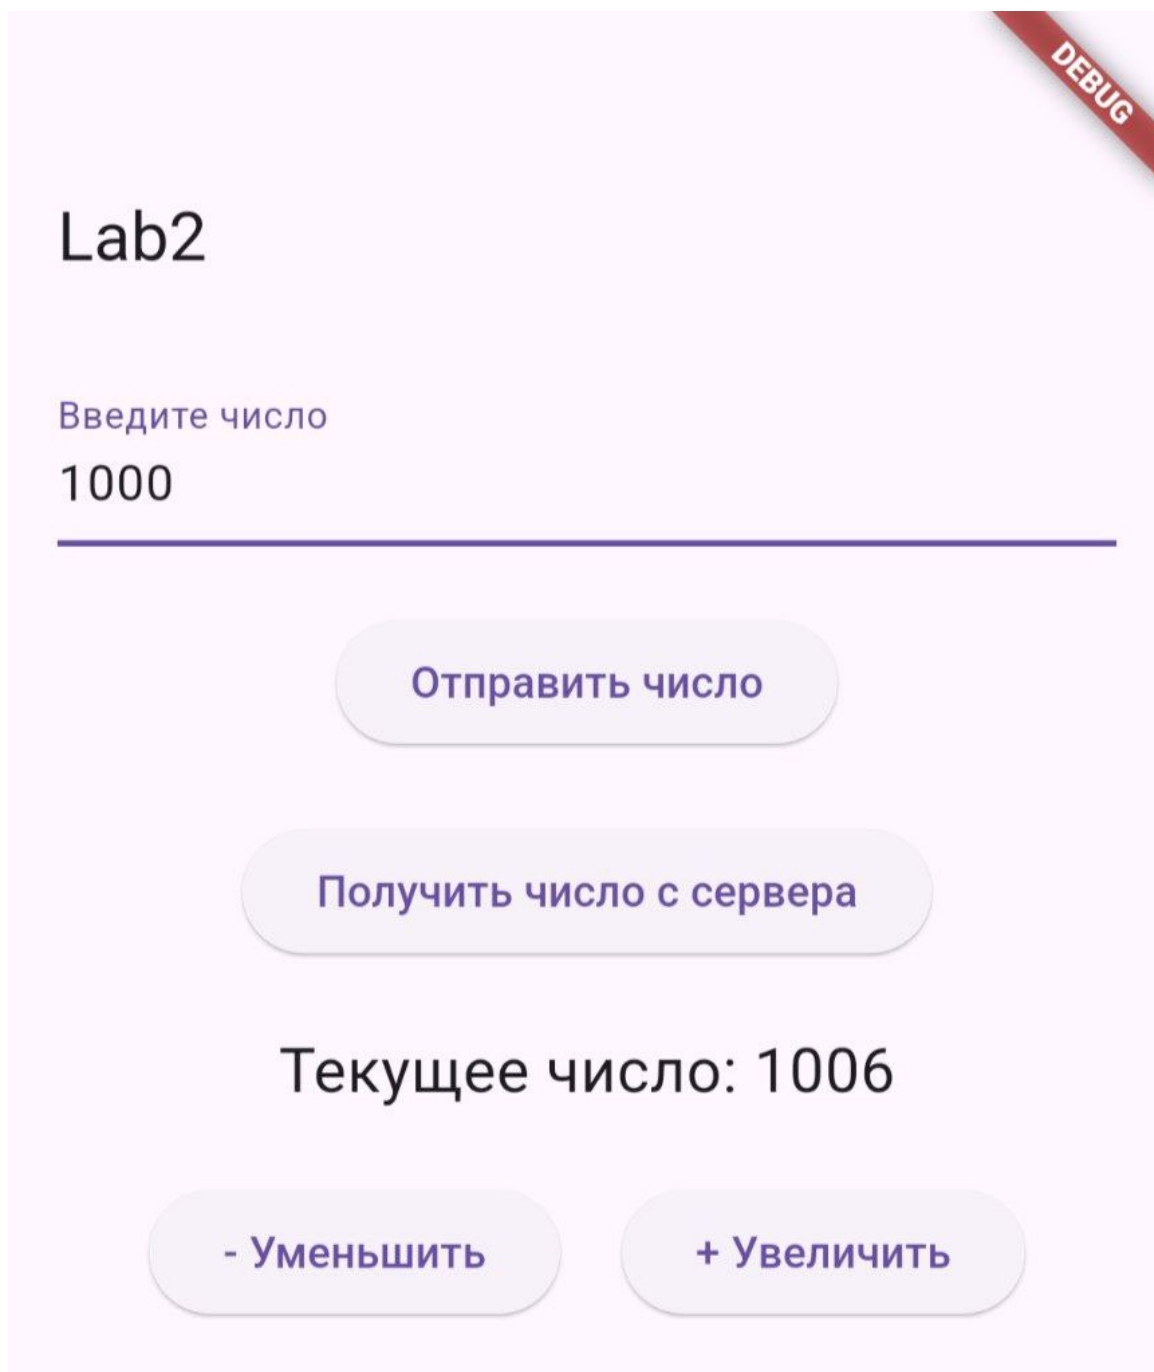 DEBUG
Lab2
Введите число
1000
Отправить число
Получить число с сервера
Текущее число: 1006
- Уменьшить
+ Увеличить